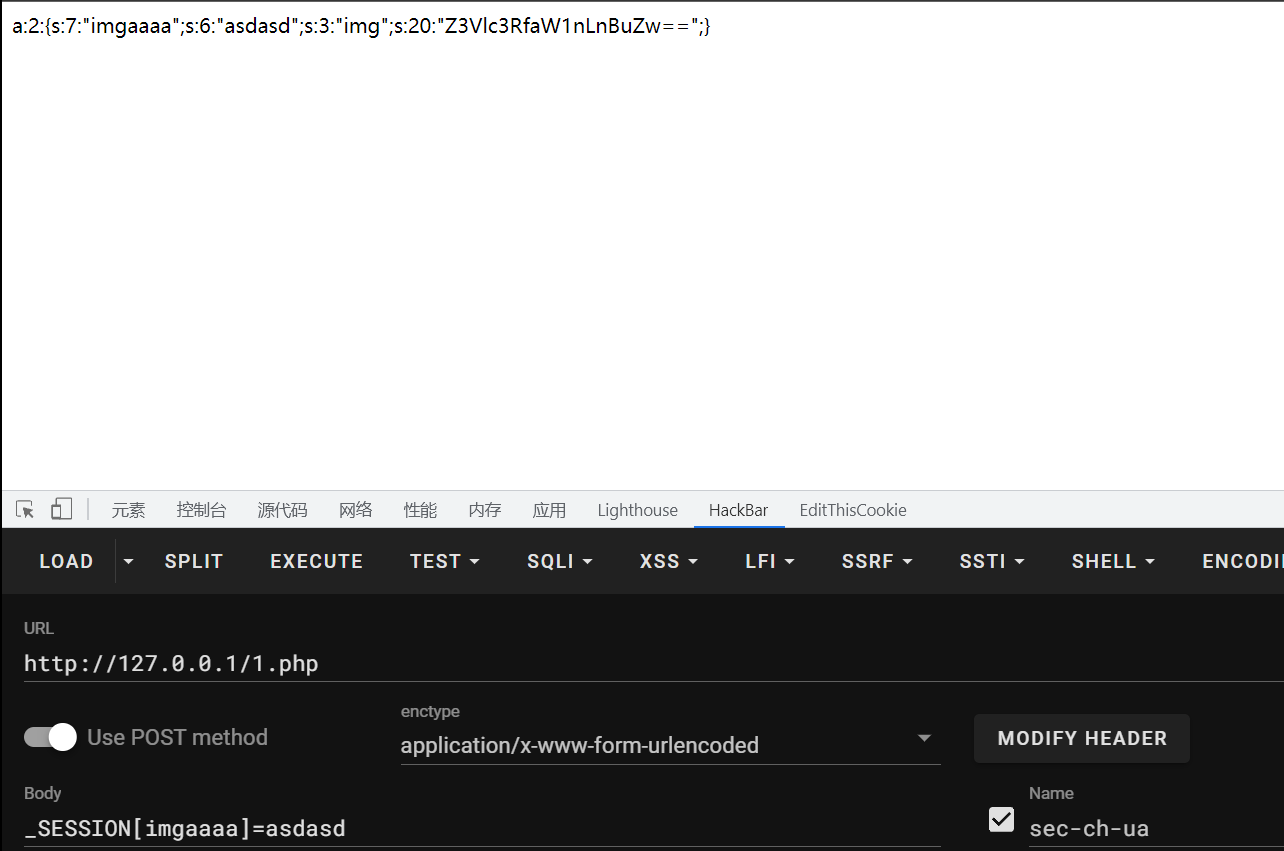 a:2:{s:7:"imgaaaa";s:6:"asdasd";s:3:"img";s:20:"Z3Vlc3RfaW1nLnBuZw==";}
元素 控制台 源代码 网络 性能 内存 应用 Lighthouse HackBar EditThisCookie
LOAD SPLIT EXECUTE TEST SQLI XSS LFI SSRF SSTI SHELL ENCODI
URL
http://127.0.0.1/1.php
enctype
Use POST method application/x-www-form-urlencoded MODIFY HEADER
Body Name
_SESSION[imgaaaa]=asdasd sec-ch-ua